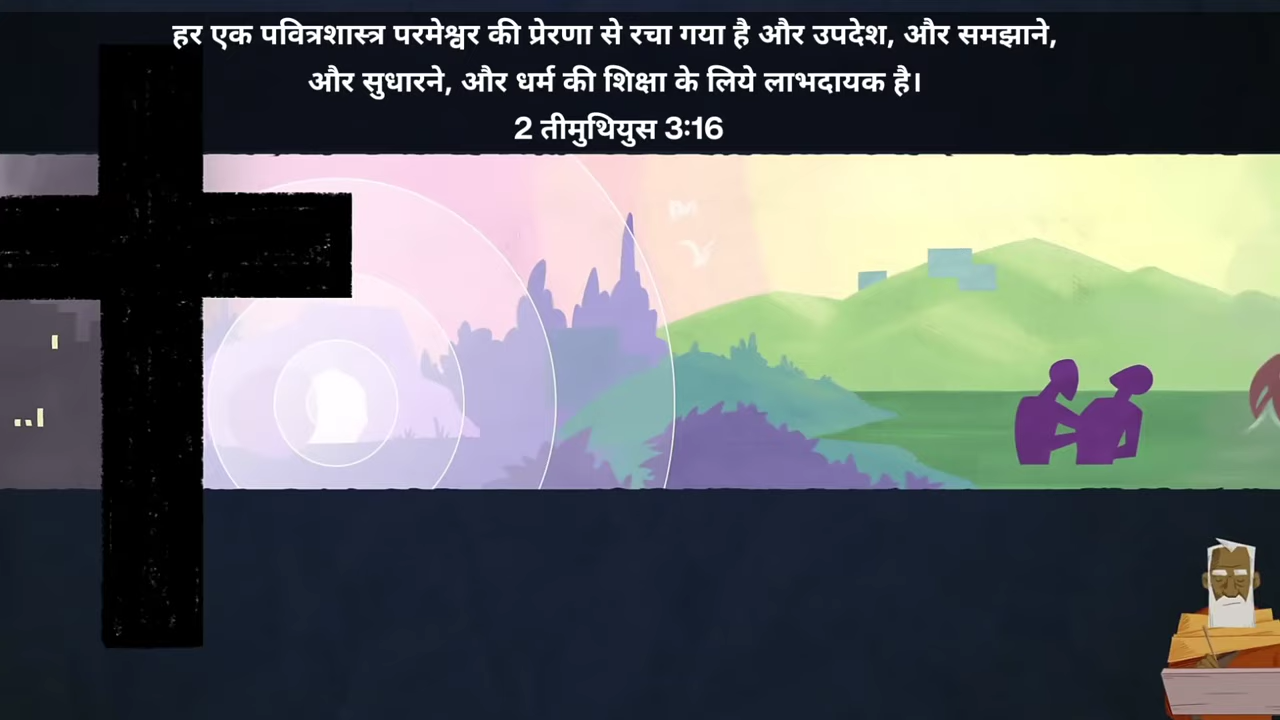 हर एक पवित्रशास्त्र परमेश्वर की प्रेरणा से रचा गया है और उपदेश, और समझाने,
और सुधारने, और धर्म की शिक्षा के लिये लाभदायक है।
2 तीमुथियुस 3:16